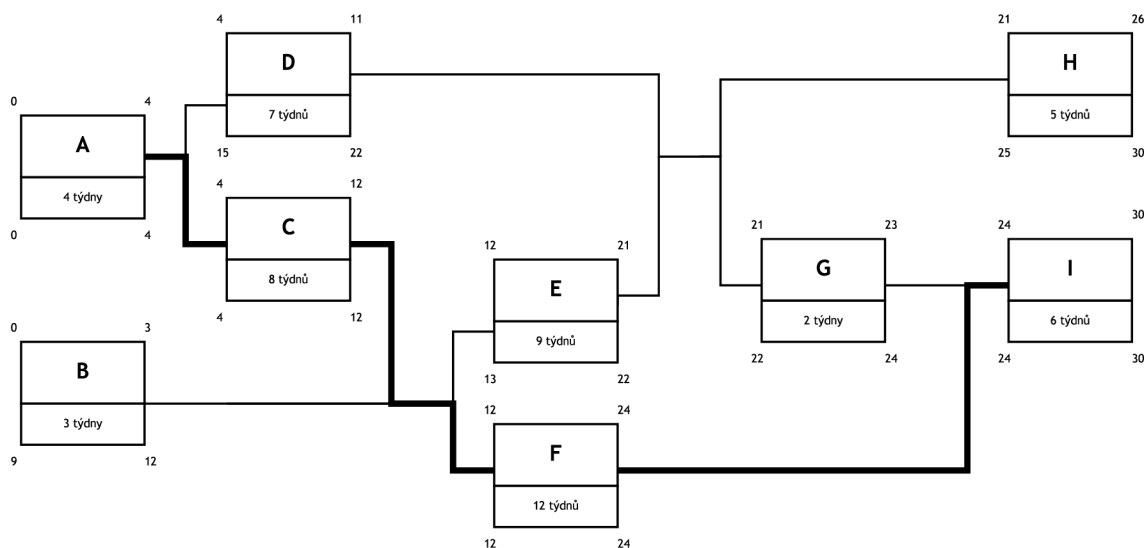 4 11
D
7 týdnů
15 22
21 26
H
5 týdnů
25 30
0 4
A
4 týdny
0 4
4 12
C
8 týdnů
4 12
12 21
E
9 týdnů
13 22
21 23
G
2 týdny
22 24
24 30
I
6 týdnů
24 30
0 3
B
3 týdny
9 12
12 24
F
12 týdnů
12 24